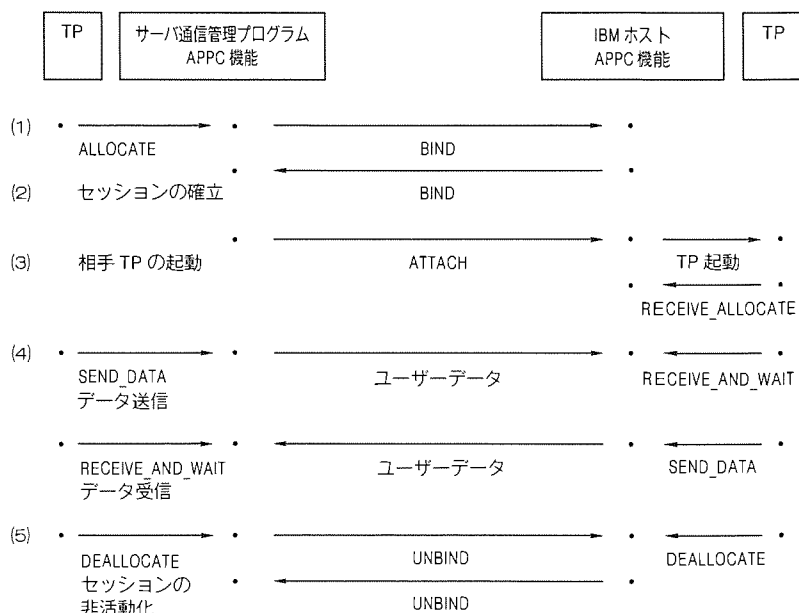 TP
サーバ通信管理プログラム
APPC 機能
IBM ホスト
APPC 機能
TP
(1)
ALLOCATE
BIND
(2)
セッションの確立
BIND
(3)
相手 TP の起動
ATTACH
TP 起動
RECEIVE_ALLOCATE
(4)
SEND_DATA
データ送信
ユーザーデータ
RECEIVE_AND_WAIT
RECEIVE_AND_WAIT
データ受信
ユーザーデータ
SEND_DATA
(5)
DEALLOCATE
セッションの
非活動化
UNBIND
DEALLOCATE
UNBIND